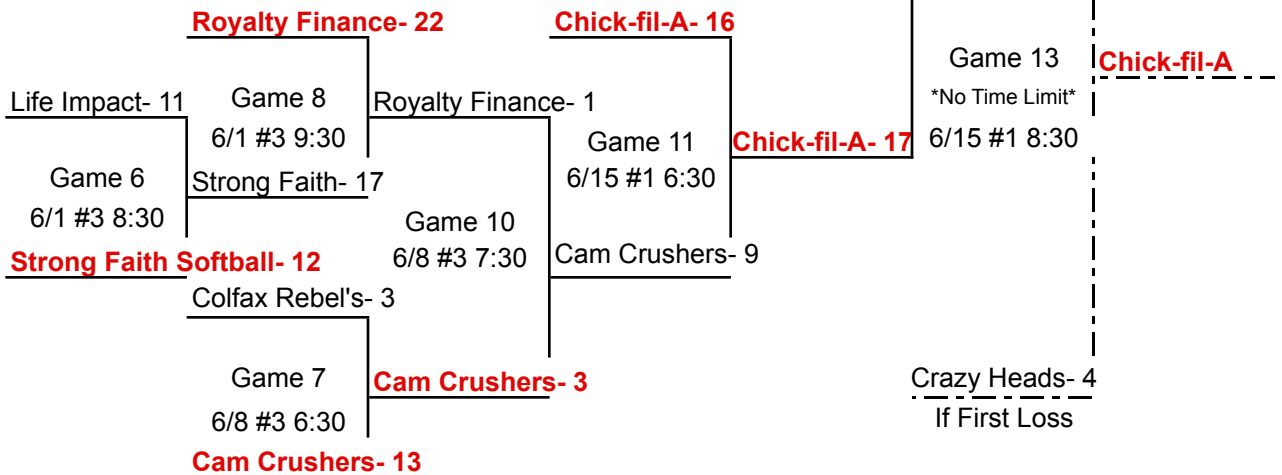 Royalty Finance- 22
Chick-fil-A- 16
Game 13
Chick-fil-A
*No Time Limit*
6/15 #1 8:30
Life Impact- 11
Game 8
6/1 #3 9:30
Royalty Finance- 1
Game 11
6/15 #1 6:30
Chick-fil-A- 17
Game 6
6/1 #3 8:30
Strong Faith- 17
Game 10
6/8 #3 7:30
Cam Crushers- 9
Strong Faith Softball- 12
Colfax Rebel's- 3
Game 7
6/8 #3 6:30
Cam Crushers- 3
Crazy Heads- 4
If First Loss
Cam Crushers- 13